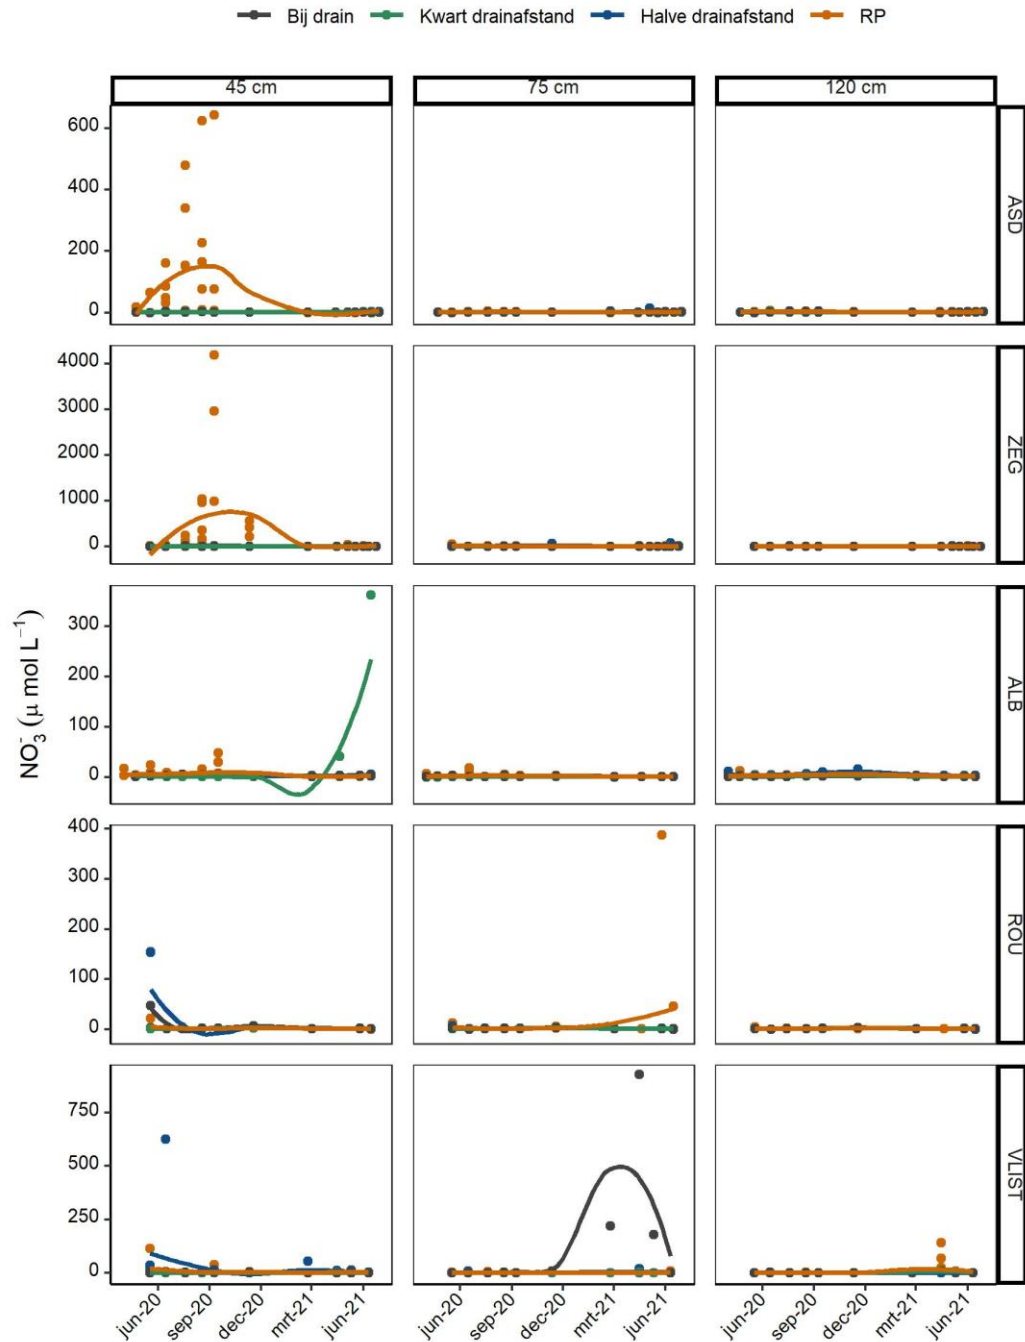 Bij drain Kwart drainafstand Halve drainafstand RP
45 cm 75 cm 120 cm
600
400
200
0
ASD
4000
3000
2000
1000
0
ZEG
300
200
100
0
ALB
NO₃⁻ (µ mol L⁻¹)
400
300
200
100
0
ROU
750
500
250
0
VLIST
jun-20 sep-20 dec-20 mrt-21 jun-21 jun-20 sep-20 dec-20 mrt-21 jun-21 jun-20 sep-20 dec-20 mrt-21 jun-21